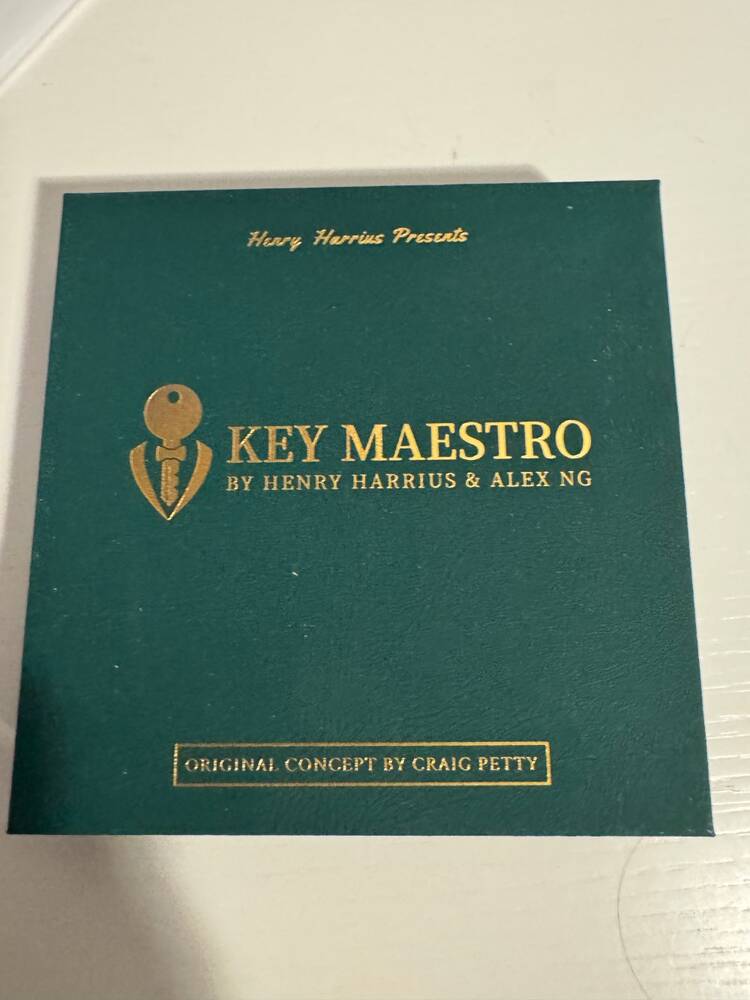 Henry Harrius Presents
KEY MAESTRO
BY HENRY HARRIUS & ALEX NG
ORIGINAL CONCEPT BY CRAIG PETTY